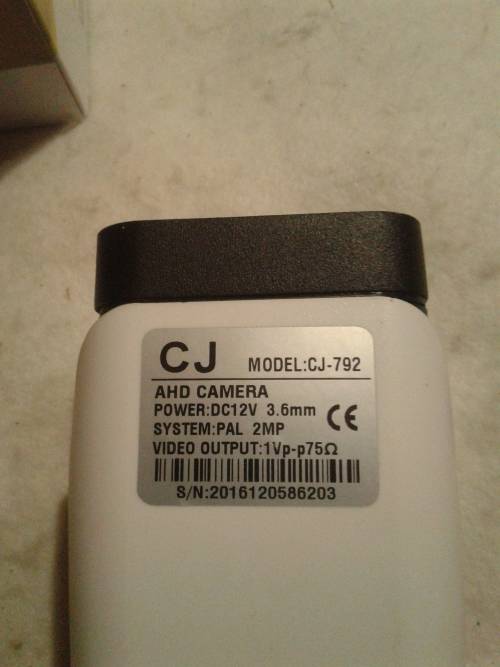 CJ MODEL:CJ-792
AHD CAMERA
POWER:DC12V 3.6mm
SYSTEM:PAL 2MP
CE
VIDEO OUTPUT:1Vp-p75Ω
S/N:2016120586203